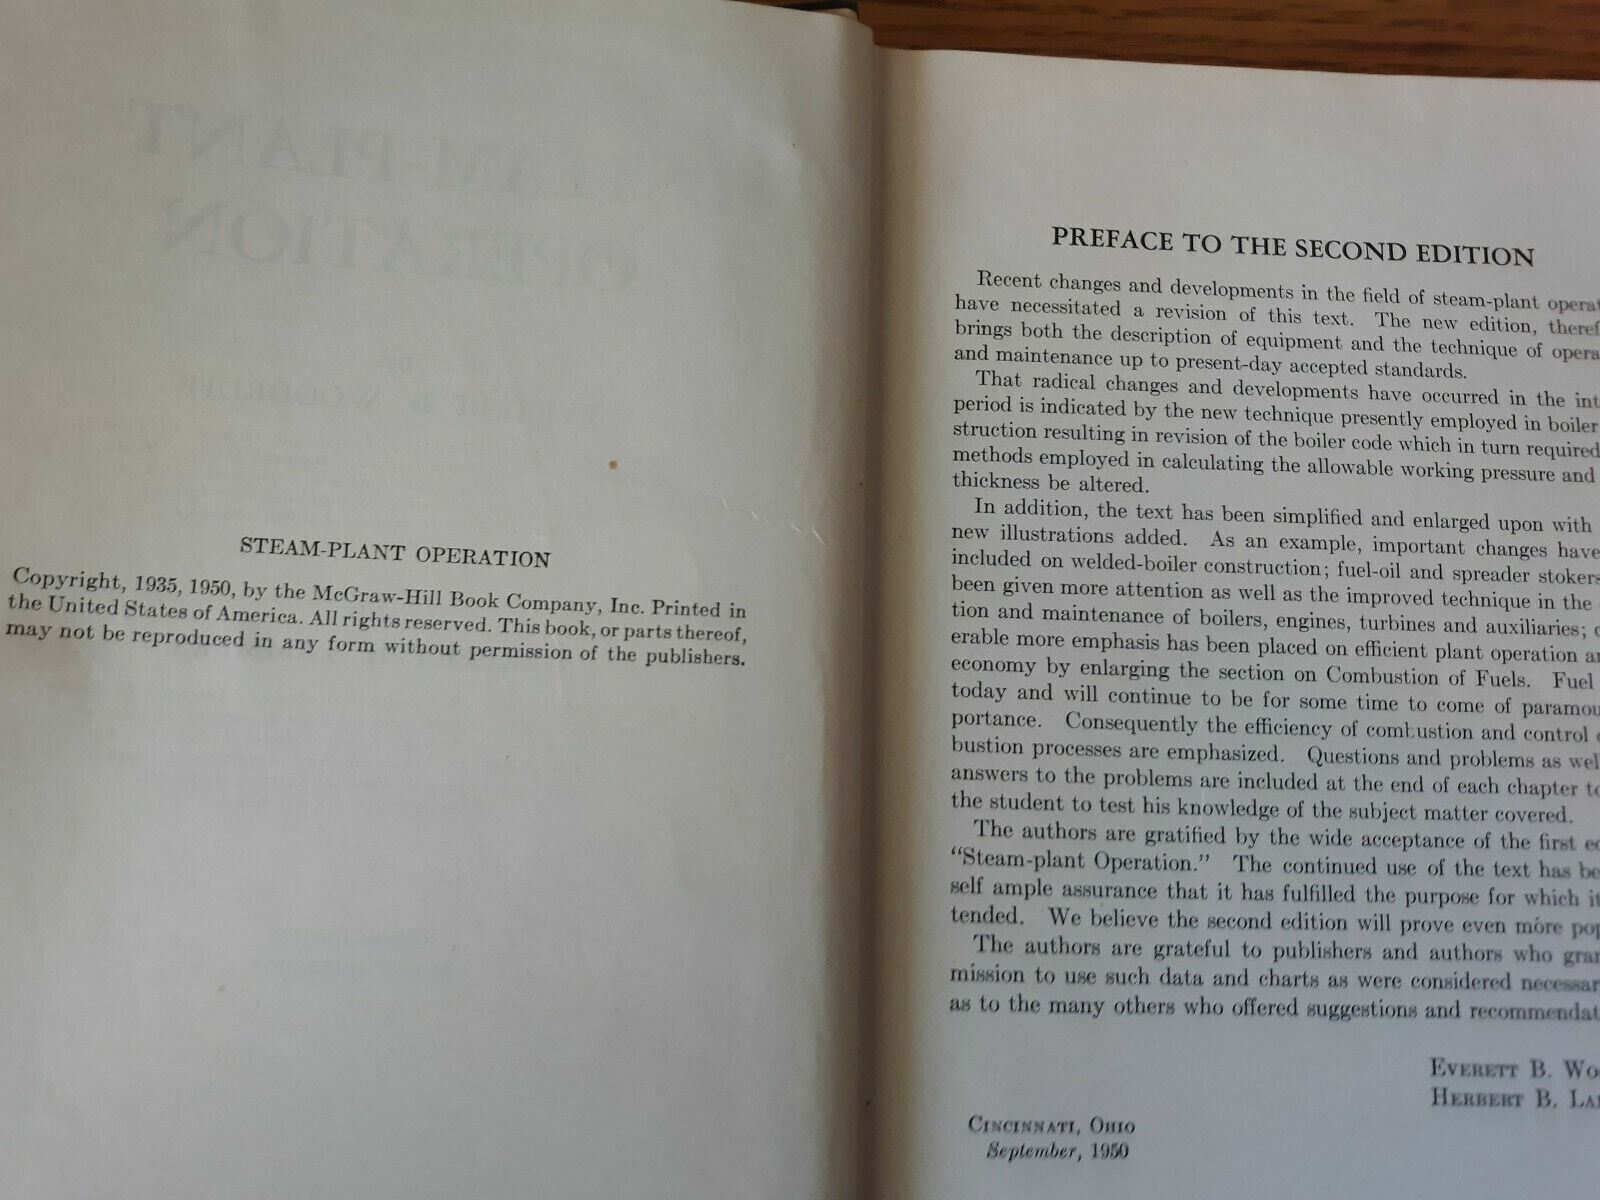 STEAM-PLANT OPERATION
Copyright, 1935, 1950, by the McGraw-Hill Book Company, Inc. Printed in
the United States of America. All rights reserved. This book, or parts thereof,
may not be reproduced in any form without permission of the publishers.
PREFACE TO THE SECOND EDITION
Recent changes and developments in the field of steam-plant operat
have necessitated a revision of this text. The new edition, theref
brings both the description of equipment and the technique of opera
and maintenance up to present-day accepted standards.
That radical changes and developments have occurred in the int
period is indicated by the new technique presently employed in boiler
struction resulting in revision of the boiler code which in turn required
methods employed in calculating the allowable working pressure and
thickness be altered.
In addition, the text has been simplified and enlarged upon with
new illustrations added. As an example, important changes have
included on welded-boiler construction; fuel-oil and spreader stokers
been given more attention as well as the improved technique in the
tion and maintenance of boilers, engines, turbines and auxiliaries; c
erable more emphasis has been placed on efficient plant operation an
economy by enlarging the section on Combustion of Fuels. Fuel
today and will continue to be for some time to come of paramou
portance. Consequently the efficiency of combustion and control o
bustion processes are emphasized. Questions and problems as wel
answers to the problems are included at the end of each chapter to
the student to test his knowledge of the subject matter covered.
The authors are gratified by the wide acceptance of the first ed
"Steam-plant Operation." The continued use of the text has be
self ample assurance that it has fulfilled the purpose for which it
tended. We believe the second edition will prove even more pop
The authors are grateful to publishers and authors who gran
mission to use such data and charts as were considered necessar
as to the many others who offered suggestions and recommendat
EVERETT B. WOO
HERBERT B. LAM
CINCINNATI, OHIO
September, 1950